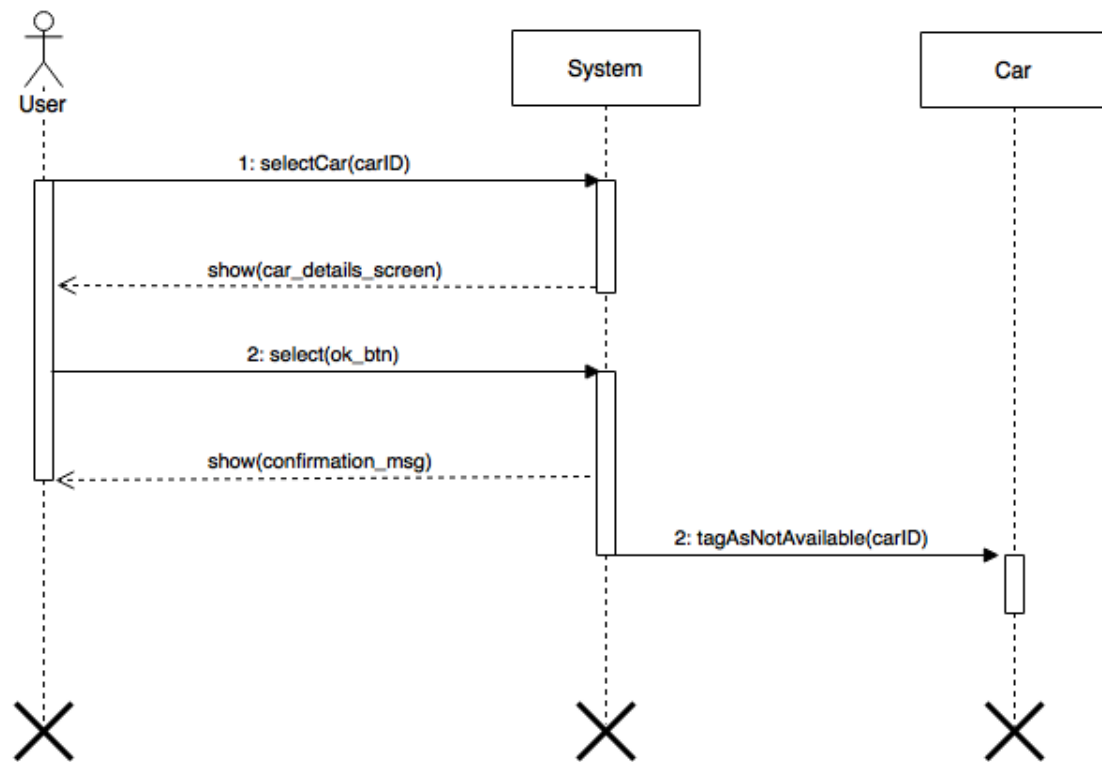 User
System
Car
1: selectCar(carID)
show(car_details_screen)
2: select(ok_btn)
show(confirmation_msg)
2: tagAsNotAvailable(carID)